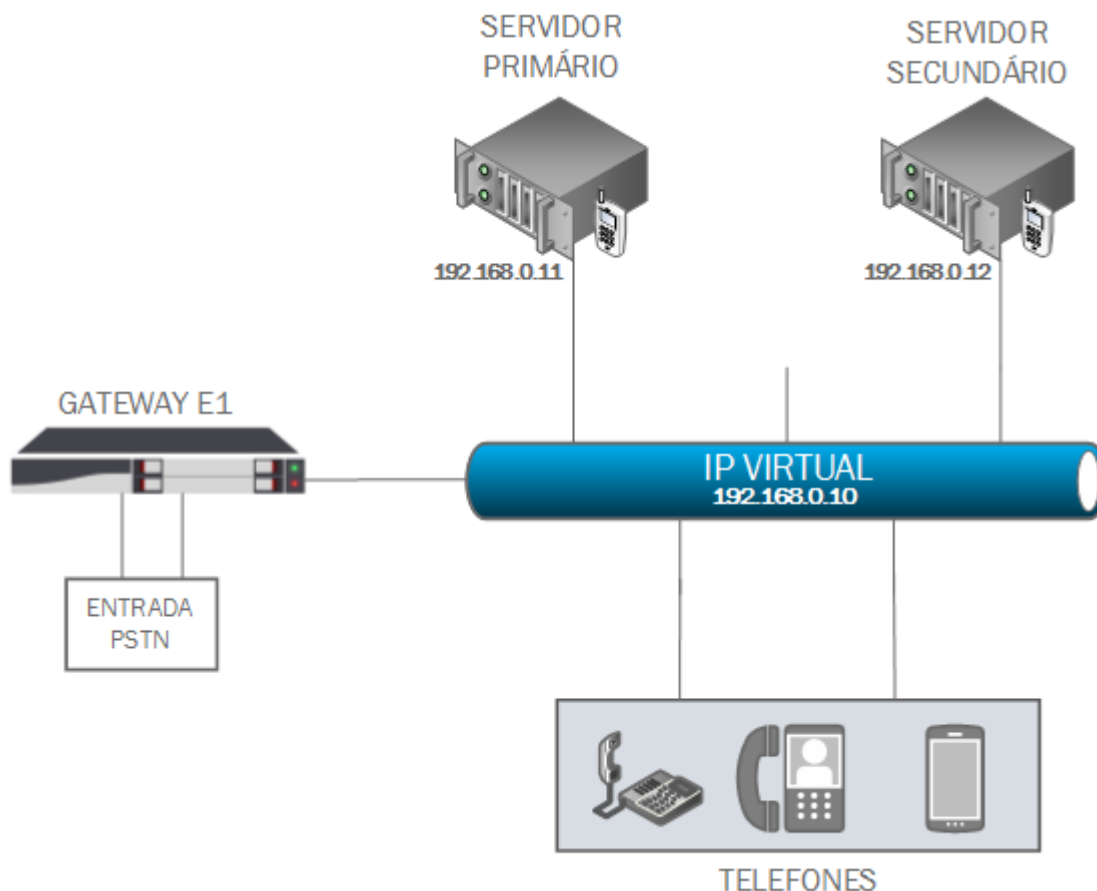 SERVIDOR
PRIMÁRIO
SERVIDOR
SECUNDÁRIO
192.168.0.11
192.168.0.12
GATEWAY E1
IP VIRTUAL
192.168.0.10
ENTRADA
PSTN
TELEFONES